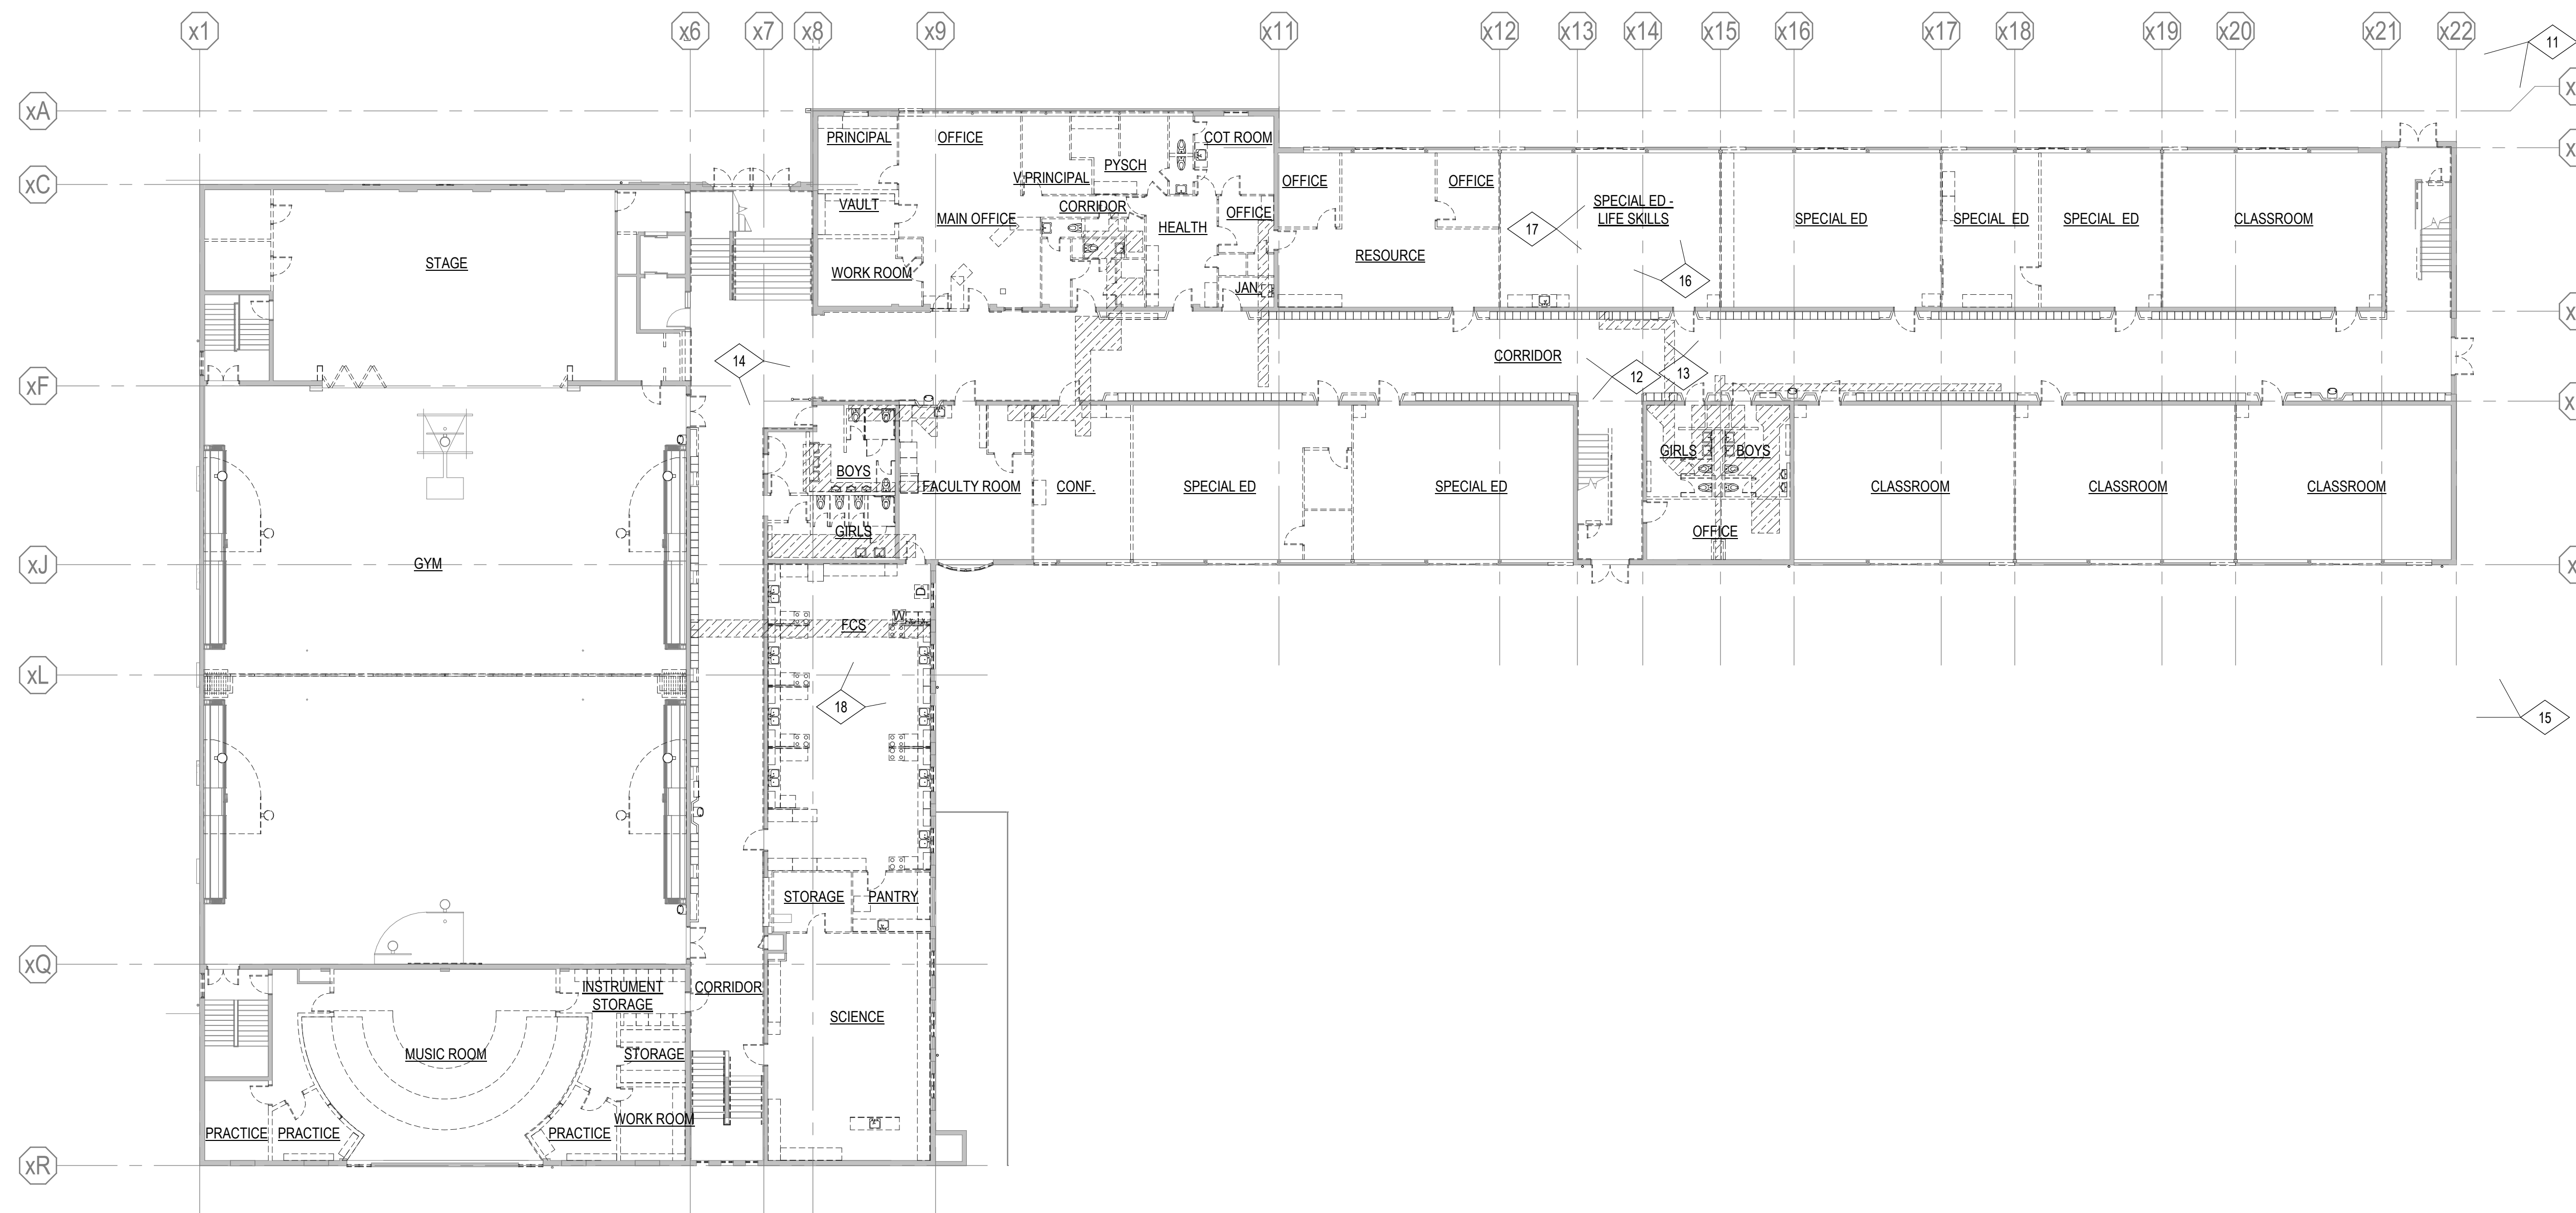 x1 x6 x7 x8 x9 x11 x12 x13 x14 x15 x16 x17 x18 x19 x20 x21 x22
11
xA
x
PRINCIPAL OFFICE COT ROOM
x
PYSCH
V.PRINCIPAL OFFICE OFFICE
xC
x
VAULT CORRIDOR SPECIAL ED -
LIFE SKILLS
MAIN OFFICE OFFICE
HEALTH 17 SPECIAL ED SPECIAL ED SPECIAL ED CLASSROOM
STAGE WORK ROOM RESOURCE
JAN. 16
x
14 CORRIDOR
12 13
xF
x
BOYS GIRLS BOYS
FACULTY ROOM CONF. SPECIAL ED SPECIAL ED CLASSROOM CLASSROOM CLASSROOM
GIRLS OFFICE
xJ GYM
x
D
W
FCS
xL
18 15
STORAGE PANTRY
xQ
INSTRUMENT
STORAGE
CORRIDOR
SCIENCE
MUSIC ROOM STORAGE
WORK ROOM
PRACTICE PRACTICE PRACTICE
xR